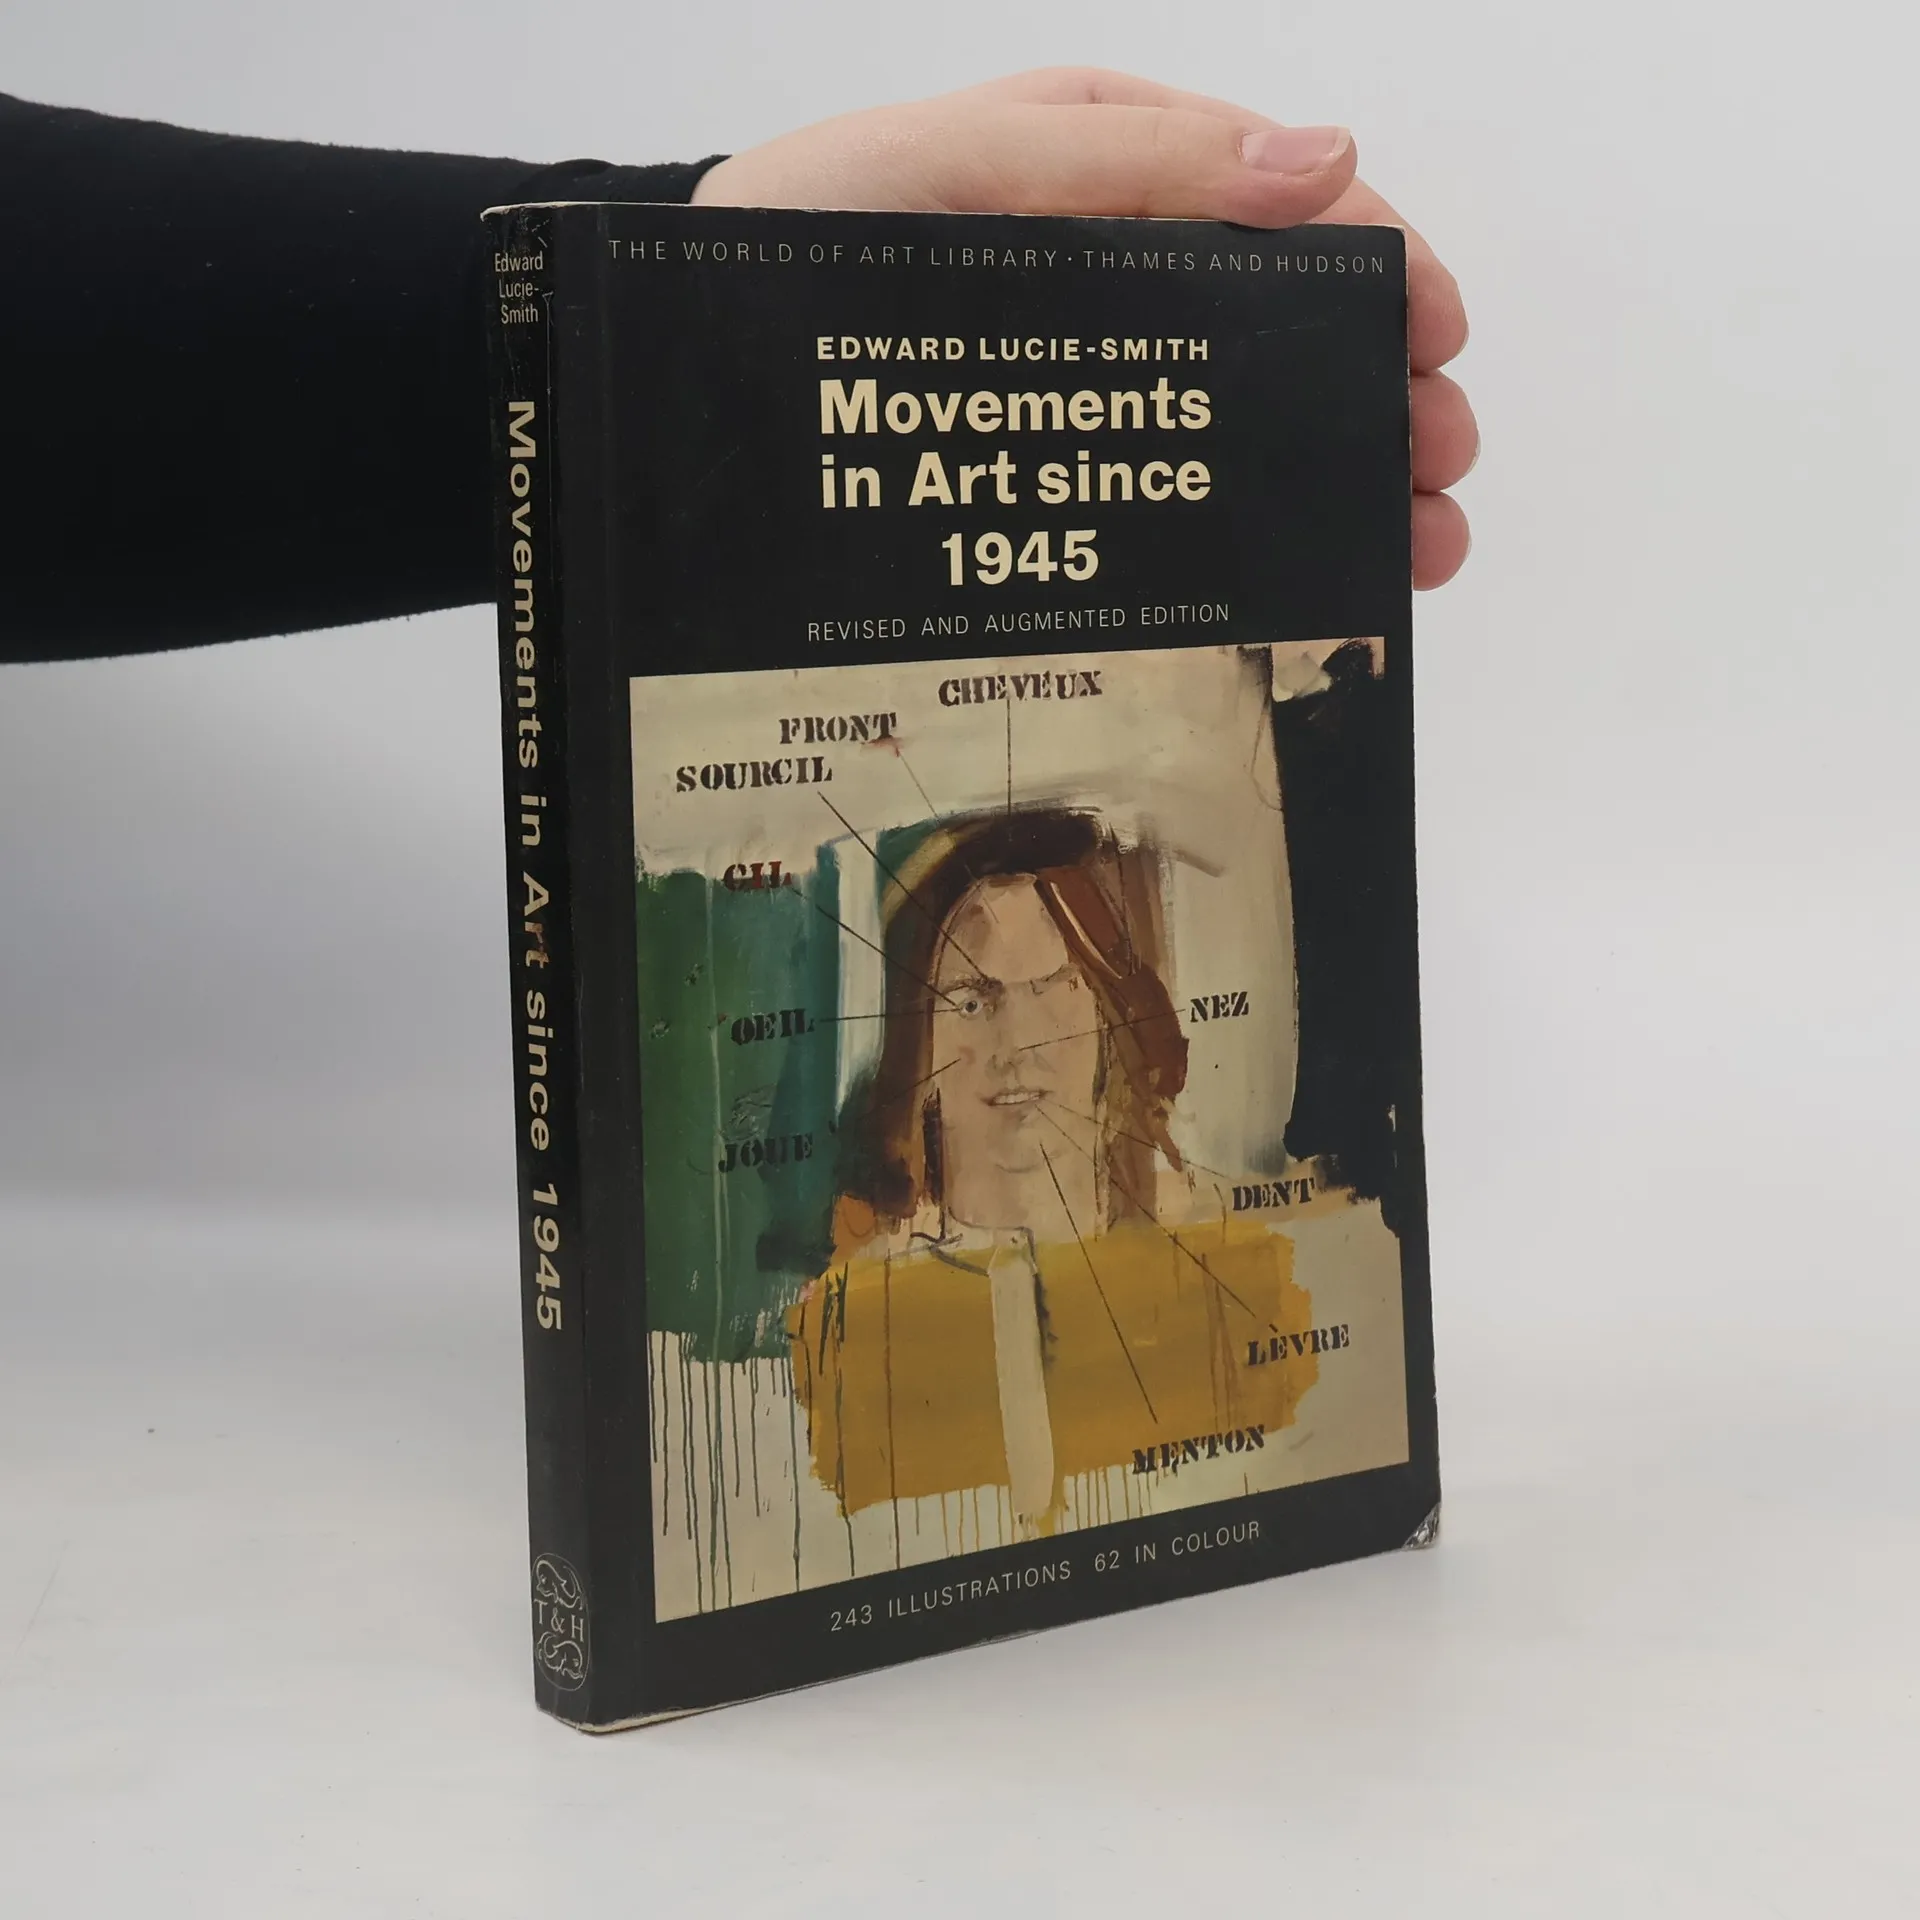 Edward
Lucie-
Smith
Movements in Art since 1945
T & H
THE WORLD OF ART LIBRARY · THAMES AND HUDSON
EDWARD LUCIE-SMITH
Movements
in Art since
1945
REVISED AND AUGMENTED EDITION
CHEVEUX
FRONT
SOURCIL
CIL
OEIL
NEZ
JOUE
DENT
LÈVRE
MENTON
243 ILLUSTRATIONS 62 IN COLOUR